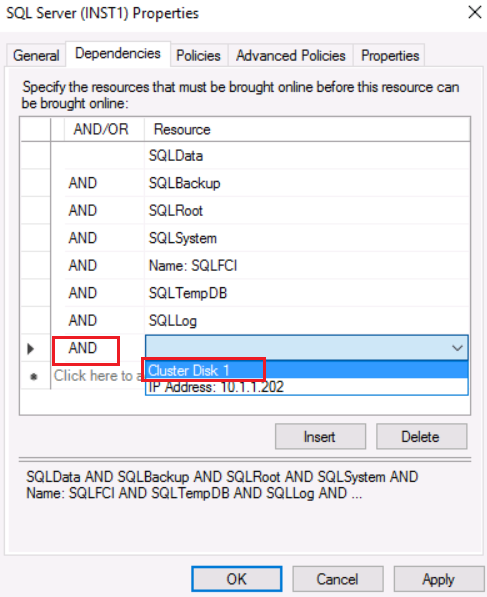 SQL Server (INST1) Properties
General Dependencies Policies Advanced Policies Properties
Specify the resources that must be brought online before this resource can
be brought online:
AND/OR Resource
SQLData
AND SQLBackup
AND SQLRoot
AND SQLSystem
AND Name: SQLFCI
AND SQLTempDB
AND SQLLog
AND
Cluster Disk 1
Click here to a
IP Address: 10.1.1.202
Insert Delete
SQLData AND SQLBackup AND SQLRoot AND SQLSystem AND
Name: SQLFCI AND SQLTempDB AND SQLLog AND ...
OK Cancel Apply